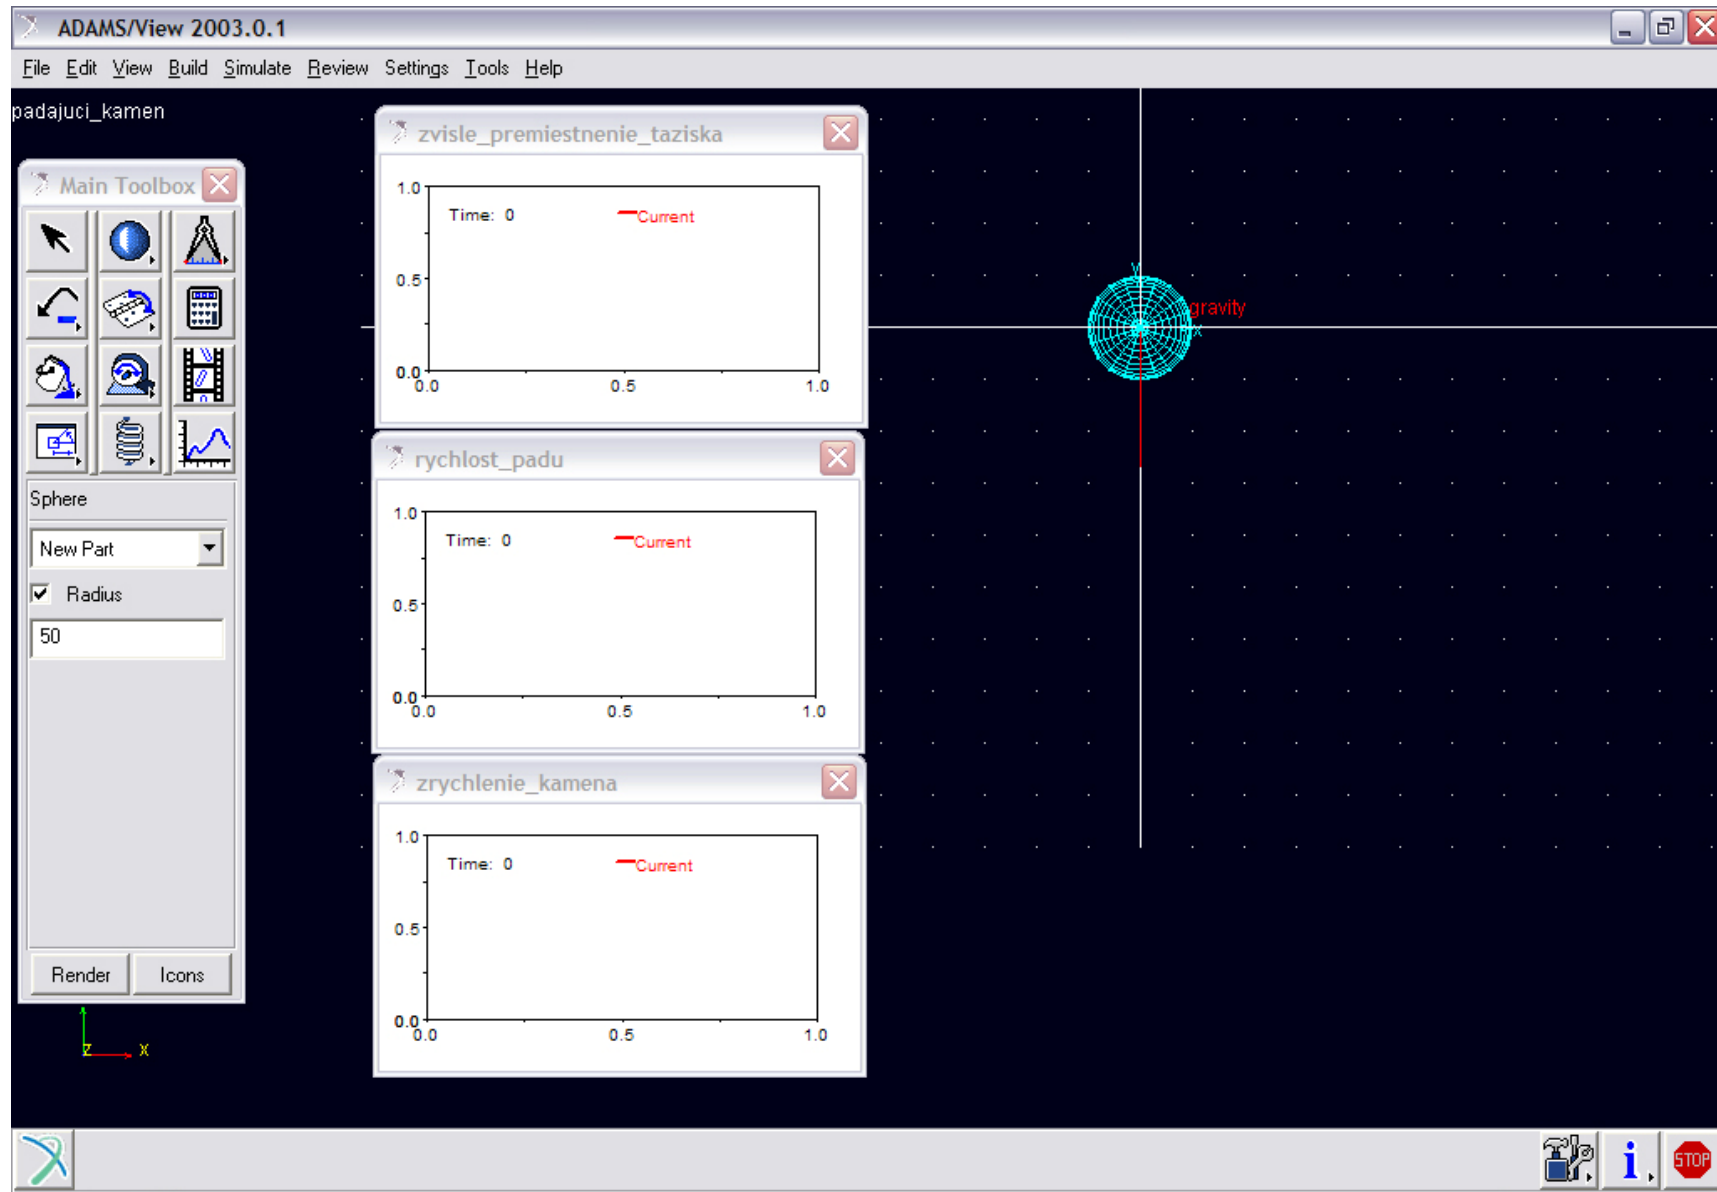 ADAMS/View 2003.0.1
File Edit View Build Simulate Review Settings Tools Help
padajuci_kamen
Main Toolbox
Sphere
New Part
Radius
50
Render Icons
zvisle_premiestnenie_taziska
1.0
Time: 0 Current
0.5
0.0
0.0 0.5 1.0
rychlost_padu
1.0
Time: 0 Current
0.5
0.0
0.0 0.5 1.0
zrychlenie_kamena
1.0
Time: 0 Current
0.5
0.0
0.0 0.5 1.0
Y
gravity
X
Z X
i
STOP